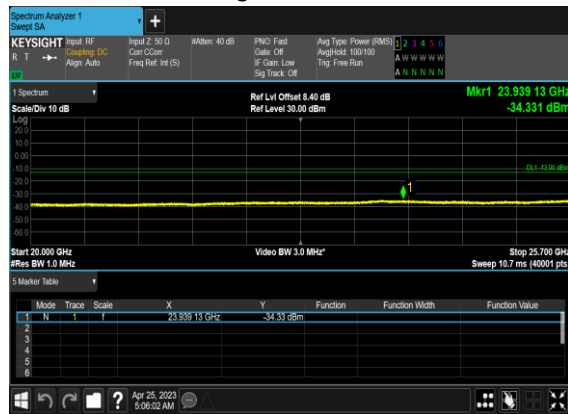 Spectrum Analyzer 1
Swept SA
+
KEYSIGHT Input: RF Input Z: 50 Ω #Atten: 40 dB PNO: Fast Avg Type: Power (RMS) 1 2 3 4 5 6
R T Coupling: DC Corr CCorr Gate: Off Avg|Hold: 100/100 A W W W W W
Align: Auto Freq Ref: Int (S) IF Gain: Low Trig: Free Run
Sig Track: Off A N N N N N
1 Spectrum Ref Lvl Offset 8.40 dB Mkr1 23.939 13 GHz
Scale/Div 10 dB Ref Level 30.00 dBm -34.331 dBm
Log
20.0
10.0
0.00
-10.0 DL1 -13.00 dBm
-20.0
-30.0 1
-40.0
-50.0
-60.0
Start 20.000 GHz Video BW 3.0 MHz* Stop 25.700 GHz
#Res BW 1.0 MHz Sweep 10.7 ms (40001 pts)
5 Marker Table
Mode Trace Scale X Y Function Function Width Function Value
1 N 1 f 23.939 13 GHz -34.33 dBm
2
3
4
5
6
? Apr 25, 2023
5:06:02 AM